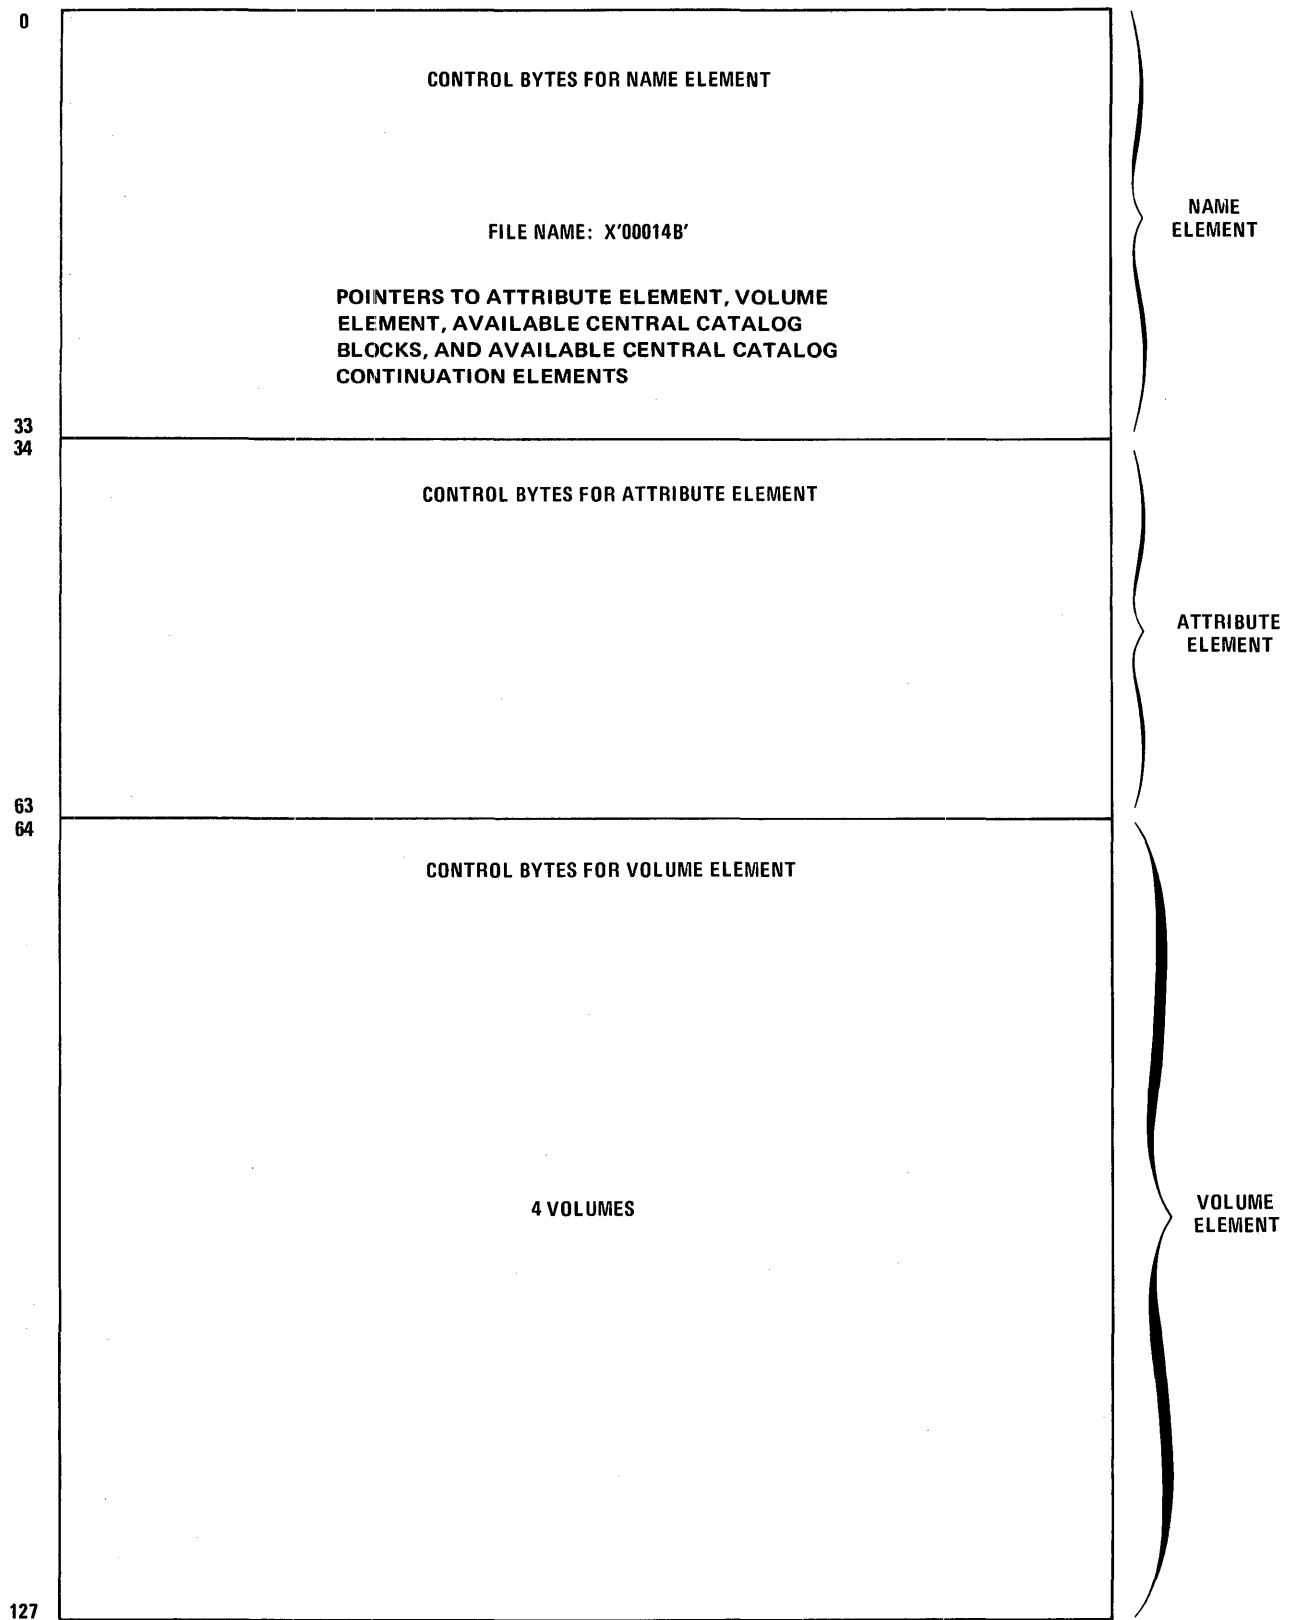 0
CONTROL BYTES FOR NAME ELEMENT
FILE NAME: X'00014B'
NAME
ELEMENT
POINTERS TO ATTRIBUTE ELEMENT, VOLUME
ELEMENT, AVAILABLE CENTRAL CATALOG
BLOCKS, AND AVAILABLE CENTRAL CATALOG
CONTINUATION ELEMENTS
33
34
CONTROL BYTES FOR ATTRIBUTE ELEMENT
ATTRIBUTE
ELEMENT
63
64
CONTROL BYTES FOR VOLUME ELEMENT
4 VOLUMES
VOLUME
ELEMENT
127